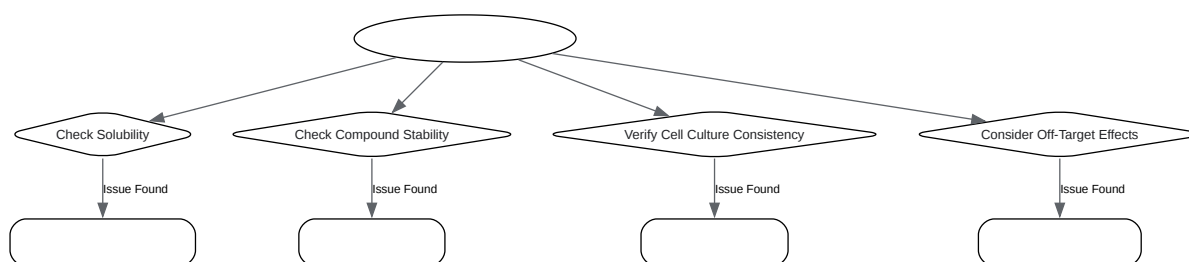 Check Solubility
Check Compound Stability
Verify Cell Culture Consistency
Consider Off-Target Effects
Issue Found
Issue Found
Issue Found
Issue Found